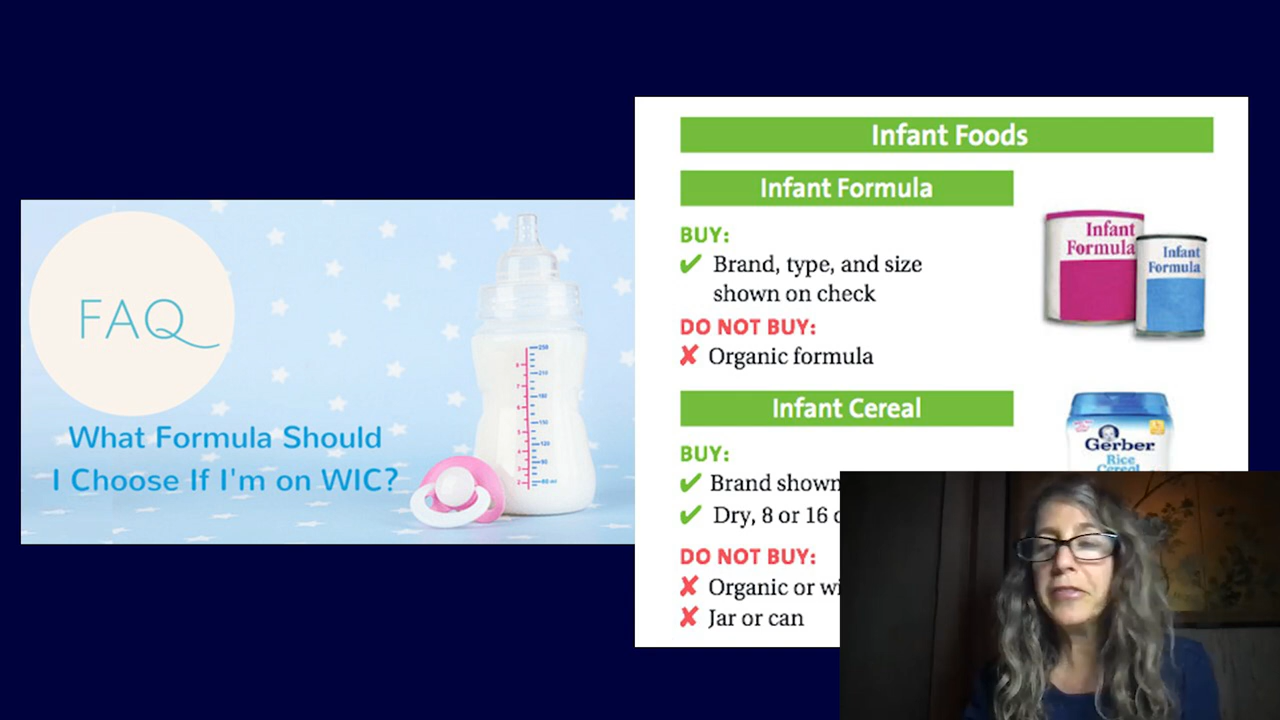 FAQ
What Formula Should
I Choose If I'm on WIC?
Infant Foods
Infant Formula
BUY:
✔ Brand, type, and size
shown on check
DO NOT BUY:
✘ Organic formula
Infant
Formula
Infant
Formula
Infant Cereal
BUY:
✔ Brand shown
✔ Dry, 8 or 16
DO NOT BUY:
✘ Organic or
✘ Jar or can
Gerber
Rice
Cereal